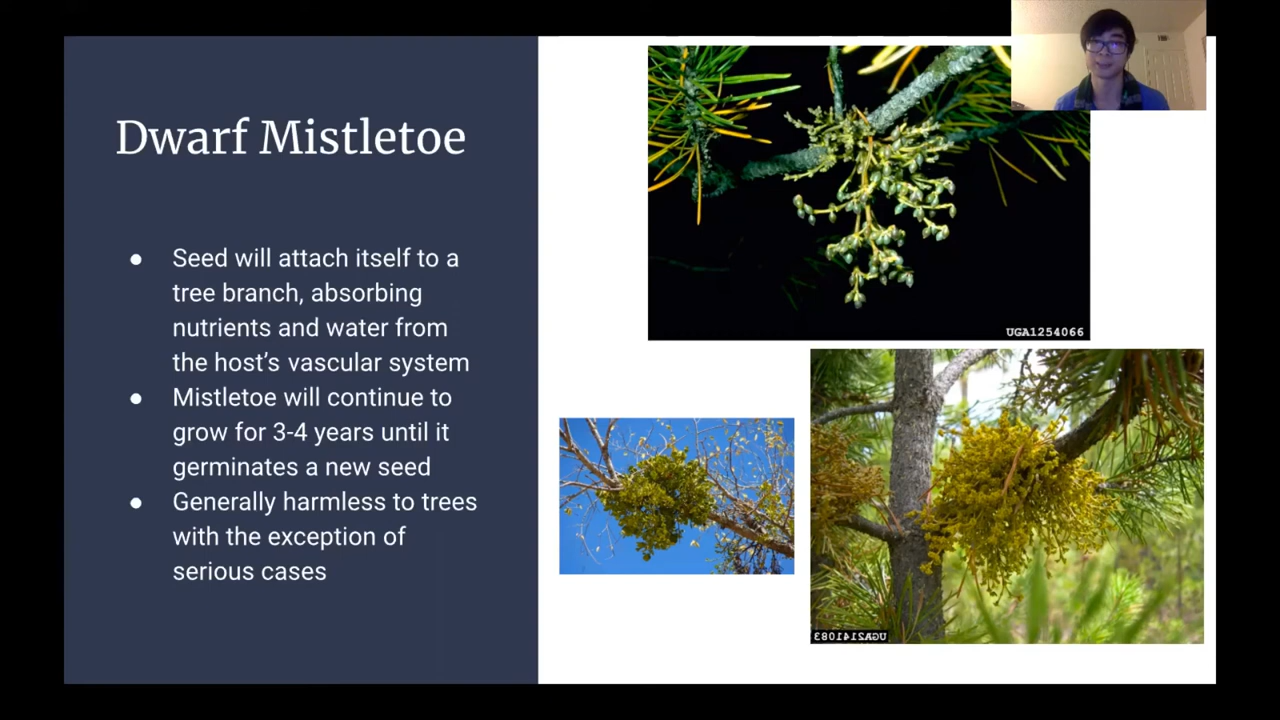 Dwarf Mistletoe
● Seed will attach itself to a
tree branch, absorbing
nutrients and water from
the host’s vascular system
● Mistletoe will continue to
grow for 3-4 years until it
germinates a new seed
● Generally harmless to trees
with the exception of
serious cases
UGA1254066
UGA2141083